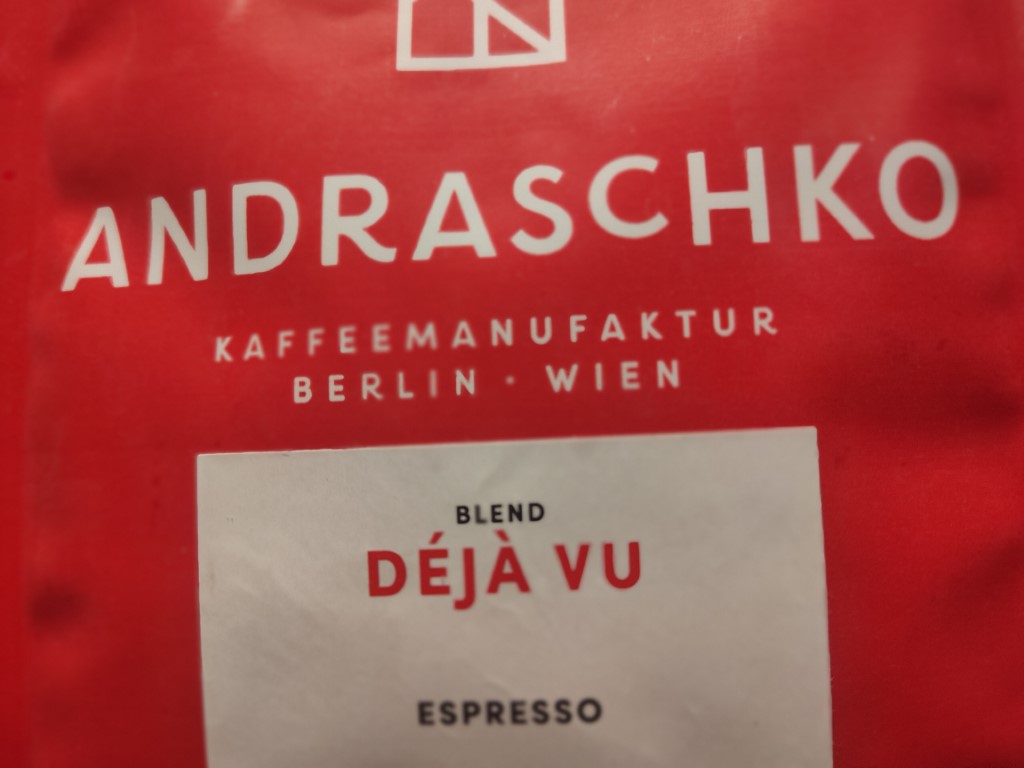 ANDRASCHKO
KAFFEEMANUFAKTUR
BERLIN · WIEN
BLEND
DÉJÀ VU
ESPRESSO